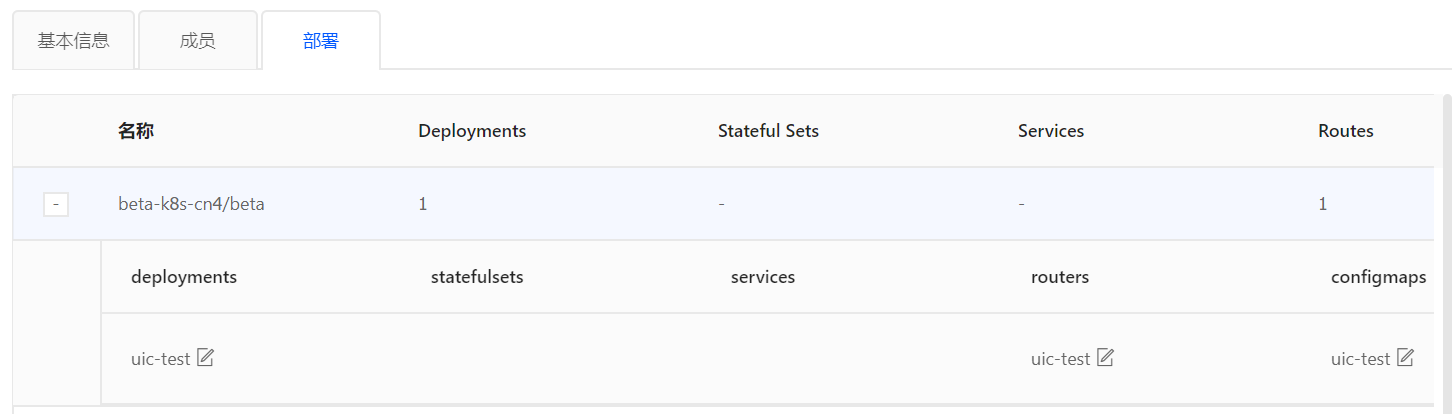 基本信息 成员 部署
名称 Deployments Stateful Sets Services Routes
- beta-k8s-cn4/beta 1 - - 1
deployments statefulsets services routers configmaps
uic-test uic-test uic-test